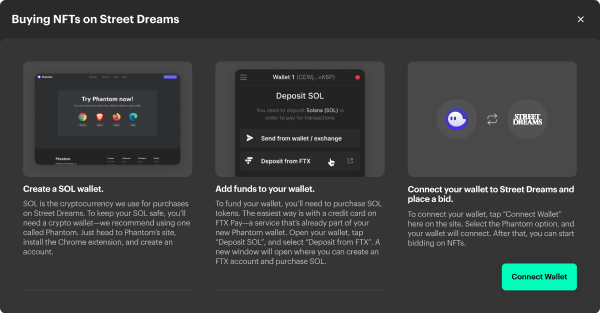 Buying NFTs on Street Dreams
Phantom
Try Phantom now!
Phantom
Create a SOL wallet.
SOL is the cryptocurrency we use for purchases
on Street Dreams. To keep your SOL safe, you'll
need a crypto wallet—we recommend using one
called Phantom. Just head to Phantom's site,
install the Chrome extension, and create an
account.
Wallet 1 (CEWj...vK6P)
Deposit SOL
You need to deposit Solana (SOL) in
order to pay for transactions
Send from wallet / exchange
Deposit from FTX
Add funds to your wallet.
To fund your wallet, you'll need to purchase SOL
tokens. The easiest way is with a credit card on
FTX Pay—a service that's already part of your
new Phantom wallet. Open your wallet, tap
“Deposit SOL”, and select “Deposit from FTX”. A
new window will open where you can create an
FTX account and purchase SOL.
STREET
DREAMS
Connect your wallet to Street Dreams and
place a bid.
To connect your wallet, tap “Connect Wallet”
here on the site. Select the Phantom option, and
your wallet will connect. After that, you can start
bidding on NFTs.
Connect Wallet